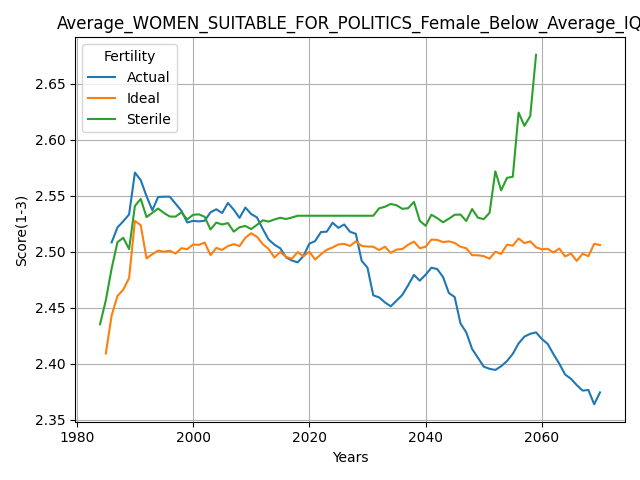 Average_WOMEN_SUITABLE_FOR_POLITICS_Female_Below_Average_IQ
Fertility
Actual
Ideal
Sterile
Score(1-3)
2.65
2.60
2.55
2.50
2.45
2.40
2.35
1980
2000
2020
2040
2060
Years